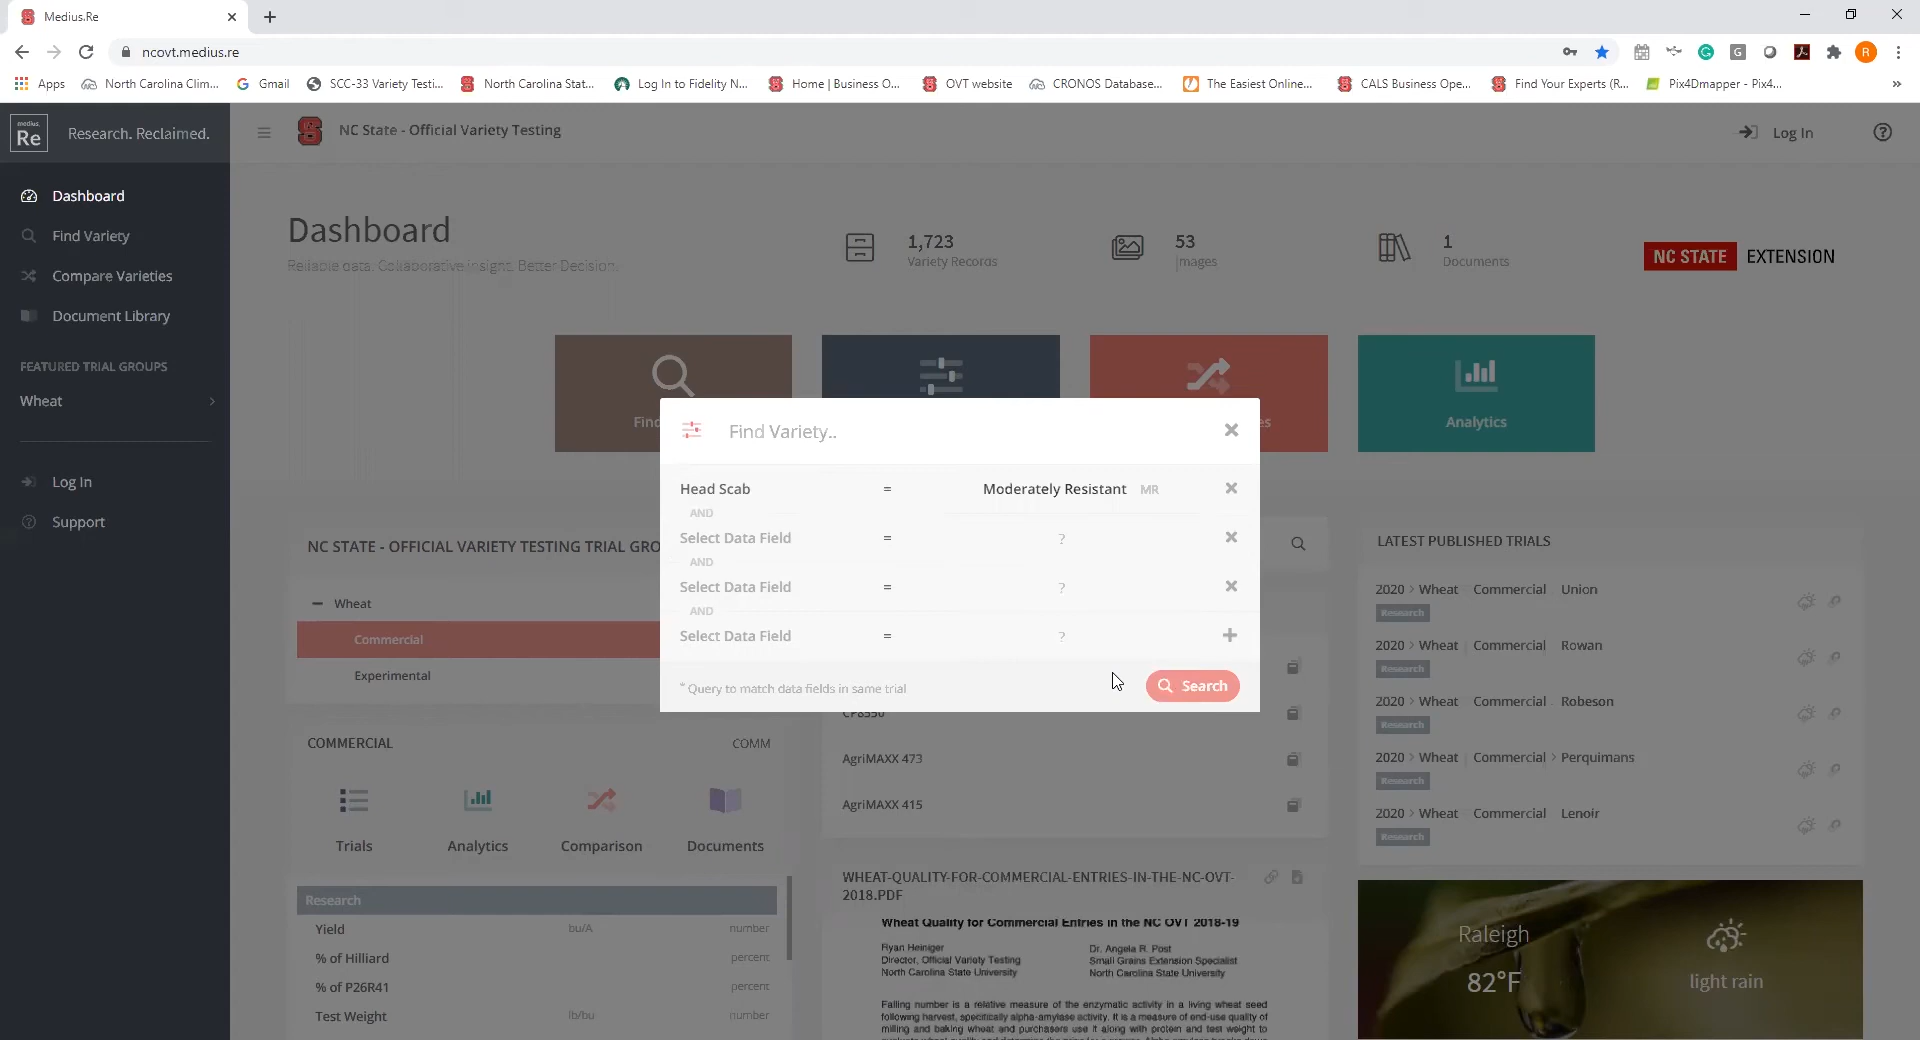 Medius.Re
ncovt.medius.re
Apps
North Carolina Clim...
Gmail
SCC-33 Variety Testi...
North Carolina Stat...
Log In to Fidelity N...
Home | Business O...
OVT website
CRONOS Database...
The Easiest Online...
CALS Business Ope...
Find Your Experts (R...
Pix4Dmapper - Pix4...
»
R
medius.
Re
Research. Reclaimed.
NC State - Official Variety Testing
Log In
Dashboard
Find Variety
Compare Varieties
Document Library
FEATURED TRIAL GROUPS
Wheat
Log In
Support
Dashboard
Reliable data. Collaborative insight. Better Decision.
1,723
Variety Records
53
Images
1
Documents
NC STATE EXTENSION
Analytics
Find Variety..
Head Scab = Moderately Resistant MR
AND
Select Data Field = ?
AND
Select Data Field = ?
AND
Select Data Field = ?
* Query to match data fields in same trial
Search
NC STATE - OFFICIAL VARIETY TESTING TRIAL GRO
Wheat
Commercial
Experimental
COMMERCIAL COMM
Trials
Analytics
Comparison
Documents
Research
Yield bu/A number
% of Hilliard percent
% of P26R41 percent
Test Weight lb/bu number
CP8550
AgriMAXX 473
AgriMAXX 415
WHEAT-QUALITY-FOR-COMMERCIAL-ENTRIES-IN-THE-NC-OVT-
2018.PDF
Wheat Quality for Commercial Entries in the NC OVT 2018-19
Ryan Heiniger
Director, Official Variety Testing
North Carolina State University
Dr. Angela R. Post
Small Grains Extension Specialist
North Carolina State University
Falling number is a relative measure of the enzymatic activity in a living wheat seed
following harvest, specifically alpha-amylase activity. It is a measure of end-use quality of
milling and baking wheat and purchasers use it along with protein and test weight to
LATEST PUBLISHED TRIALS
2020 > Wheat Commercial Union
Research
2020 > Wheat Commercial Rowan
Research
2020 > Wheat Commercial Robeson
Research
2020 > Wheat Commercial > Perquimans
Research
2020 > Wheat Commercial Lenoir
Research
Raleigh
82°F
light rain